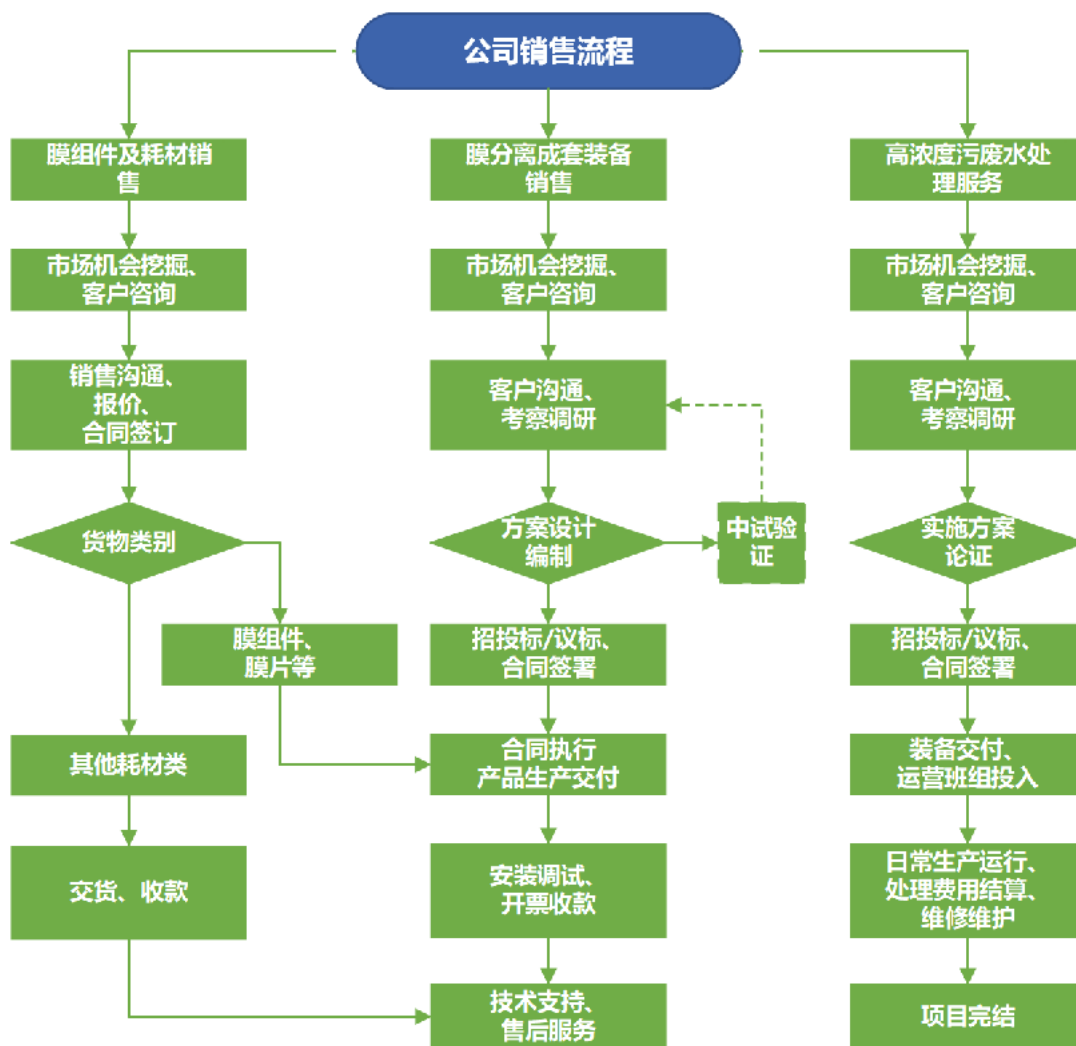 公司销售流程
膜组件及耗材销
售
膜分离成套装备
销售
高浓度污废水处
理服务
市场机会挖掘、
客户咨询
市场机会挖掘、
客户咨询
市场机会挖掘、
客户咨询
销售沟通、
报价、
合同签订
客户沟通、
考察调研
客户沟通、
考察调研
货物类别
方案设计
编制
中试验
证
实施方案
论证
膜组件、
膜片等
招投标/议标、
合同签署
招投标/议标、
合同签署
其他耗材类
合同执行
产品生产交付
装备交付、
运营班组投入
交货、收款
安装调试、
开票收款
日常生产运行、
处理费用结算、
维修维护
技术支持、
售后服务
项目完结